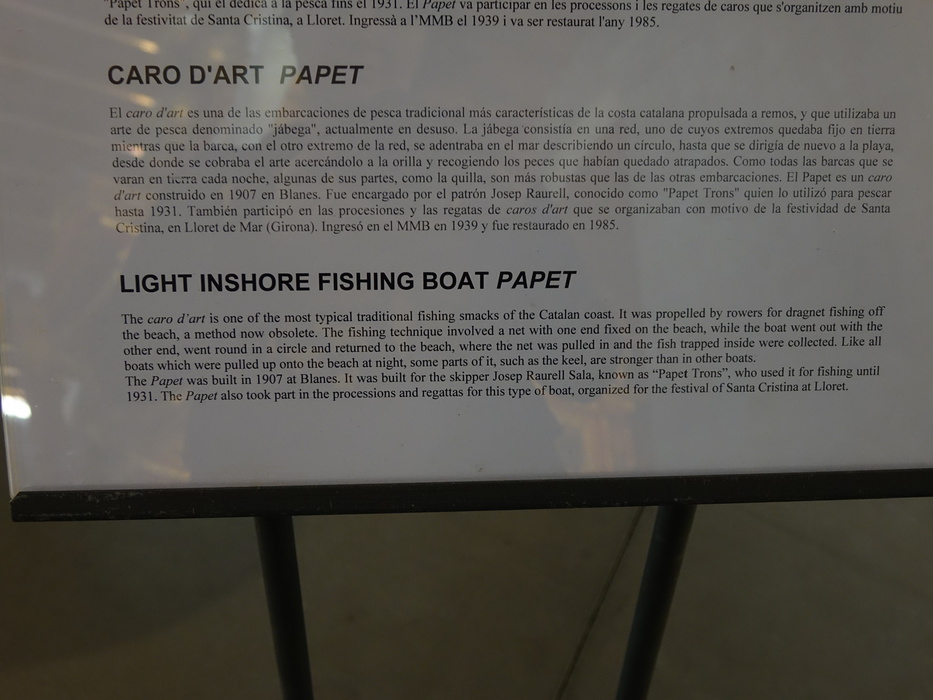 "Papet Trons", qui el dedicà a la pesca fins el 1931. El Papet va participar en les processons i les regates de caros que s'organitzen amb motiu
de la festivitat de Santa Cristina, a Lloret. Ingressà a l'MMB el 1939 i va ser restaurat l'any 1985.
CARO D'ART PAPET
El caro d'art es una de las embarcaciones de pesca tradicional más características de la costa catalana propulsada a remos, y que utilizaba un
arte de pesca denominado "jábega", actualmente en desuso. La jábega consistía en una red, uno de cuyos extremos quedaba fijo en tierra
mientras que la barca, con el otro extremo de la red, se adentraba en el mar describiendo un círculo, hasta que se dirigía de nuevo a la playa,
desde donde se cobraba el arte acercándolo a la orilla y recogiendo los peces que habían quedado atrapados. Como todas las barcas que se
varan en tierra cada noche, algunas de sus partes, como la quilla, son más robustas que las de las otras embarcaciones. El Papet es un caro
d'art construido en 1907 en Blanes. Fue encargado por el patrón Josep Raurell, conocido como "Papet Trons" quien lo utilizó para pescar
hasta 1931. También participó en las procesiones y las regatas de caros d'art que se organizaban con motivo de la festividad de Santa
Cristina, en Lloret de Mar (Girona). Ingresó en el MMB en 1939 y fue restaurado en 1985.
LIGHT INSHORE FISHING BOAT PAPET
The caro d'art is one of the most typical traditional fishing smacks of the Catalan coast. It was propelled by rowers for dragnet fishing off
the beach, a method now obsolete. The fishing technique involved a net with one end fixed on the beach, while the boat went out with the
other end, went round in a circle and returned to the beach, where the net was pulled in and the fish trapped inside were collected. Like all
boats which were pulled up onto the beach at night, some parts of it, such as the keel, are stronger than in other boats.
The Papet was built in 1907 at Blanes. It was built for the skipper Josep Raurell Sala, known as “Papet Trons”, who used it for fishing until
1931. The Papet also took part in the processions and regattas for this type of boat, organized for the festival of Santa Cristina at Lloret.